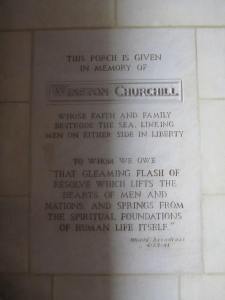 THIS PORCH IS GIVEN
IN MEMORY OF
WINSTON CHURCHILL
WHOSE FAITH AND FAMILY
BESTRODE THE SEA, LINKING
MEN ON EITHER SIDE IN LIBERTY
TO WHOM WE OWE
"THAT GLEAMING FLASH OF
RESOLVE WHICH LIFTS THE
HEARTS OF MEN AND
NATIONS, AND SPRINGS FROM
THE SPIRITUAL FOUNDATIONS
OF HUMAN LIFE ITSELF."
Broadcast